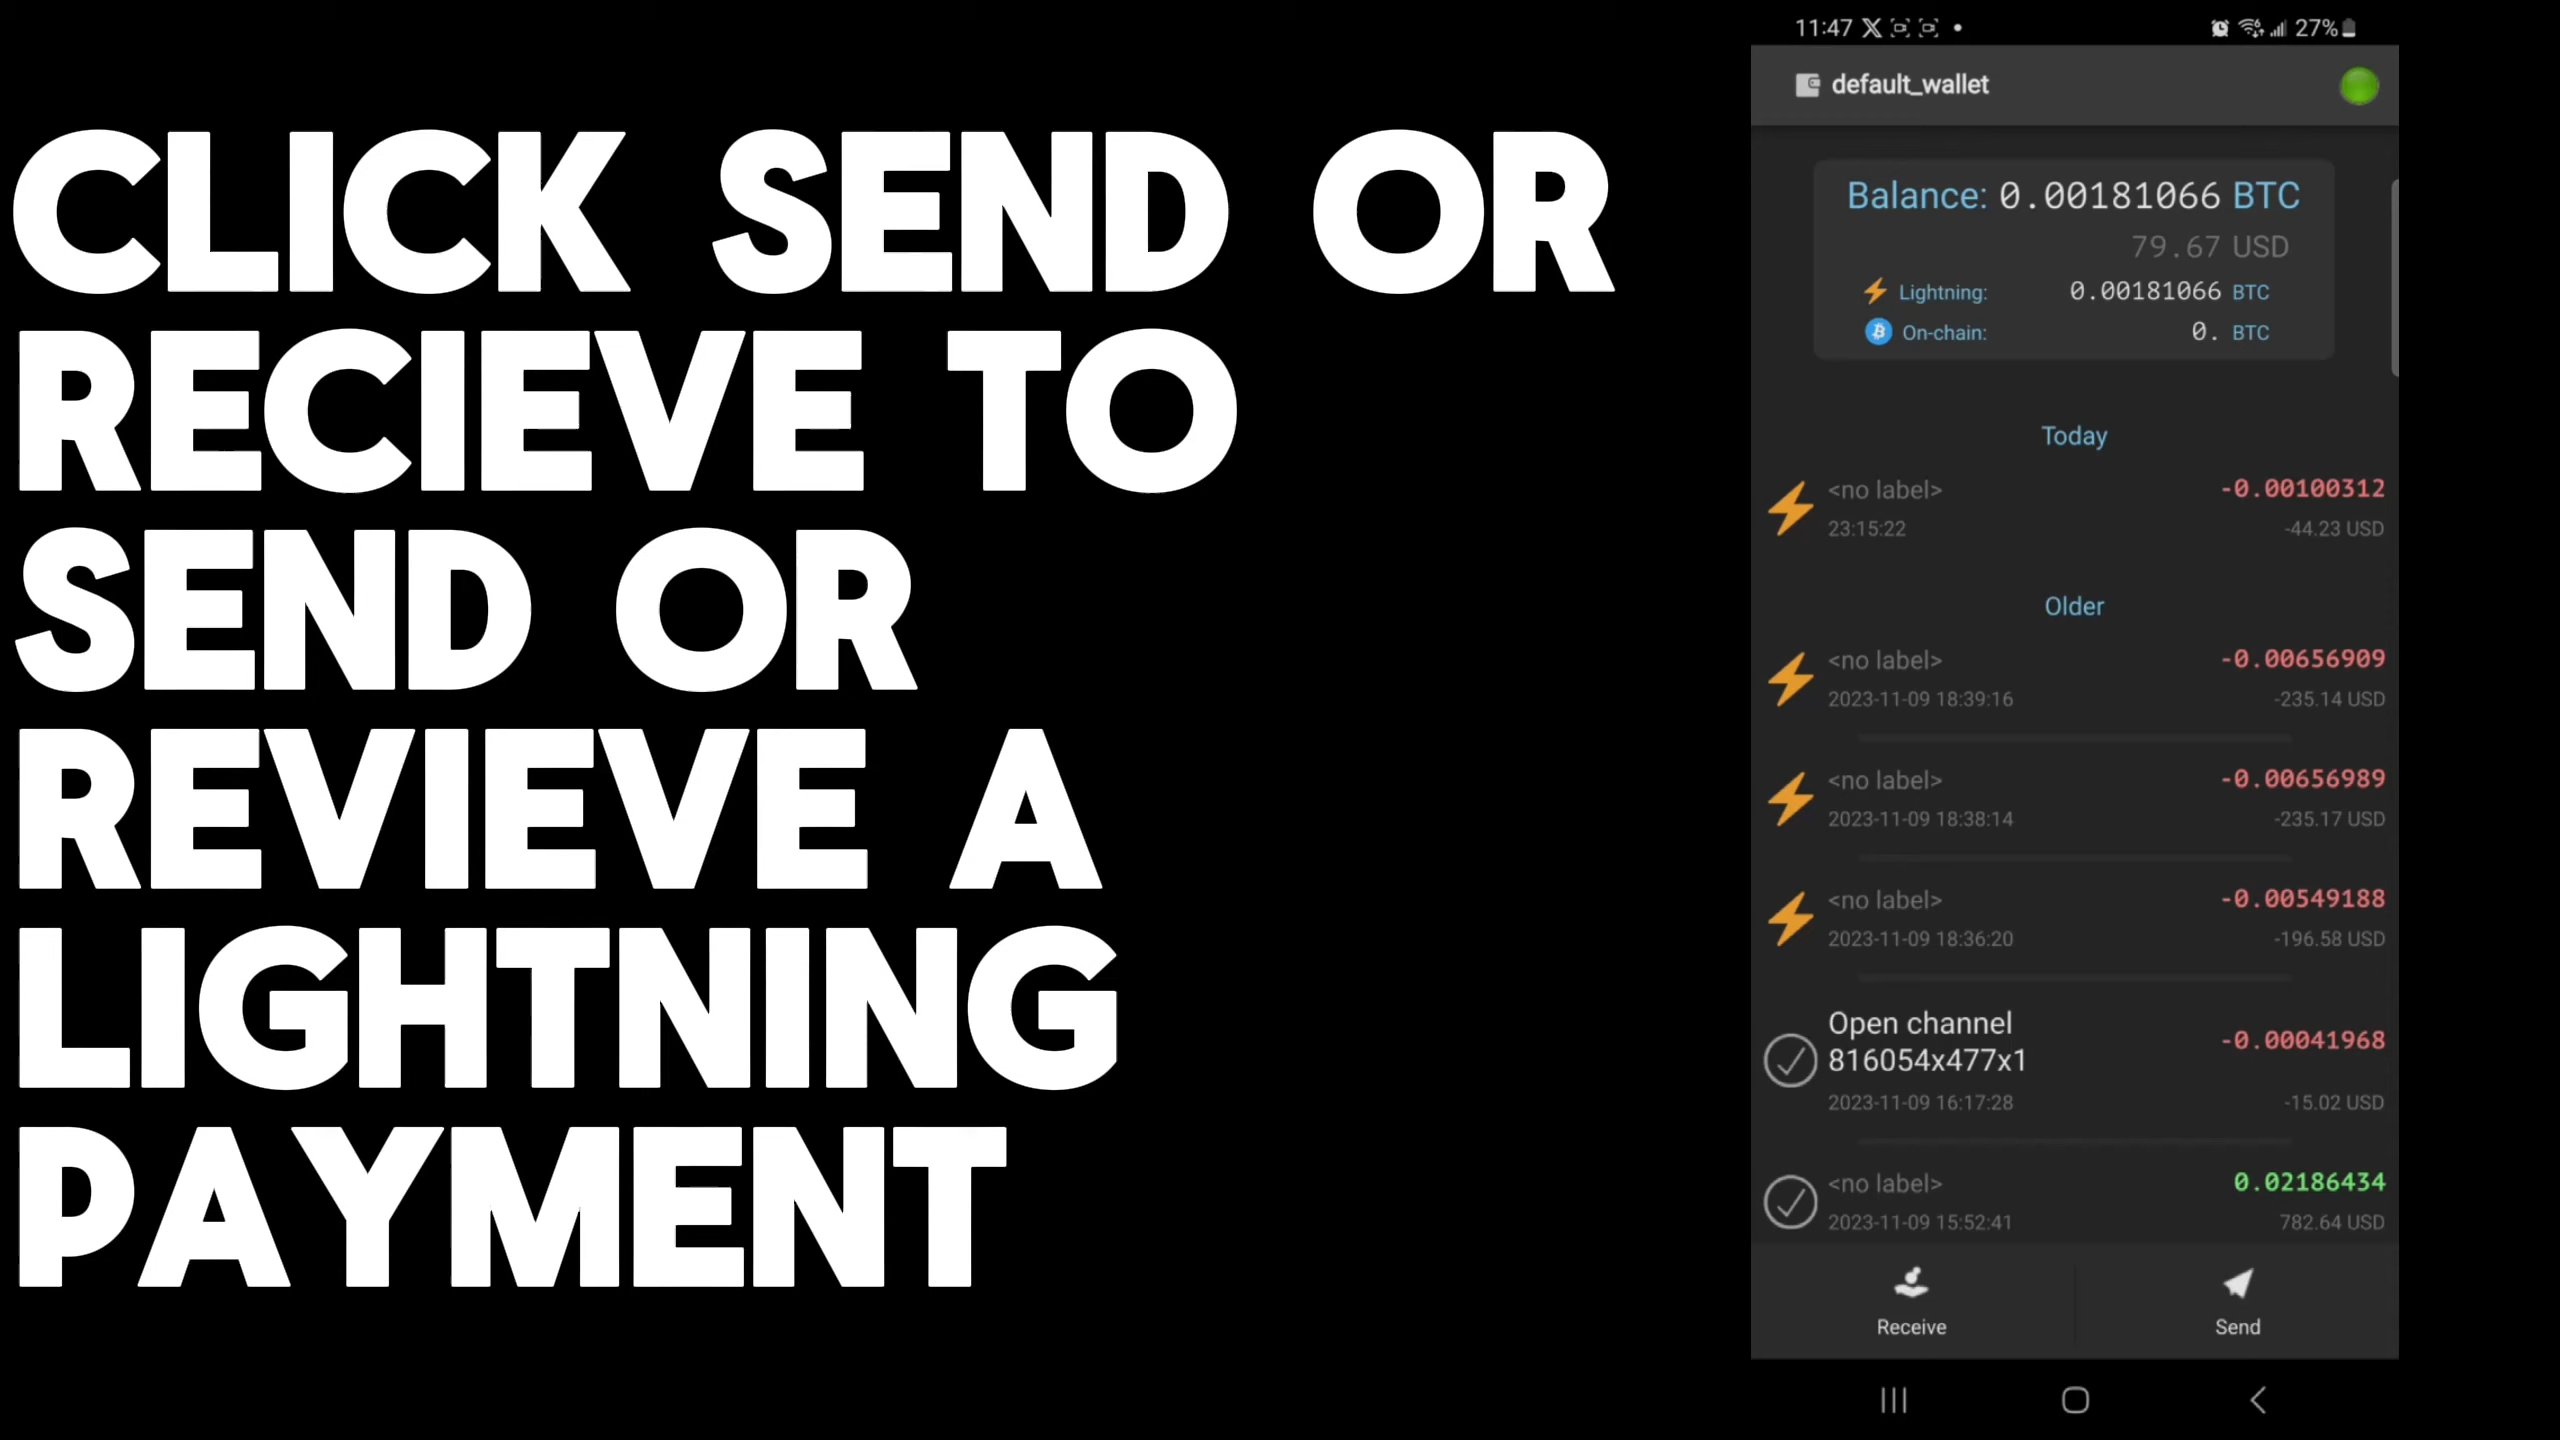 CLICK SEND OR
RECIEVE TO
SEND OR
REVIEVE A
LIGHTNING
PAYMENT
11:47
27%
default_wallet
Balance: 0.00181066 BTC
79.67 USD
Lightning: 0.00181066 BTC
On-chain: 0. BTC
Today
<no label> -0.00100312
23:15:22 -44.23 USD
Older
<no label> -0.00656909
2023-11-09 18:39:16 -235.14 USD
<no label> -0.00656989
2023-11-09 18:38:14 -235.17 USD
<no label> -0.00549188
2023-11-09 18:36:20 -196.58 USD
Open channel
816054x477x1 -0.00041968
2023-11-09 16:17:28 -15.02 USD
<no label> 0.02186434
2023-11-09 15:52:41 782.64 USD
Receive Send